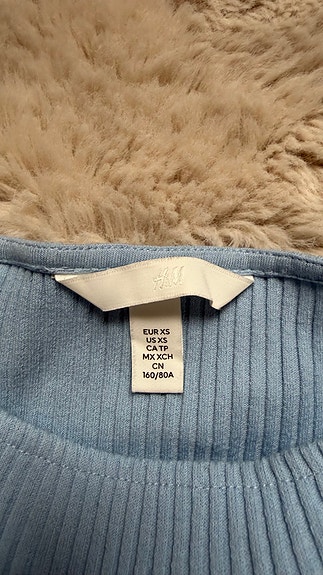 H&M
EUR XS
US XS
CA TP
MX XCH
CN
160/80A